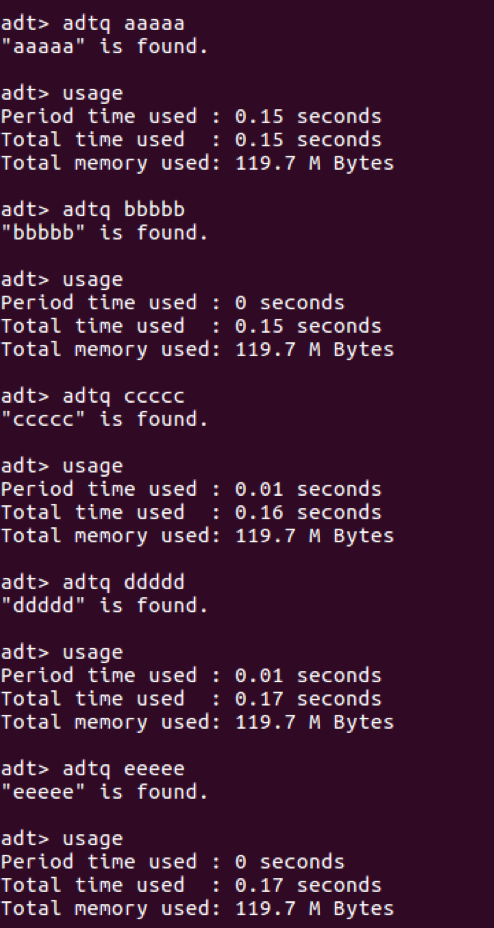 adt> adtq aaaaa
"aaaaa" is found.
adt> usage
Period time used : 0.15 seconds
Total time used  : 0.15 seconds
Total memory used: 119.7 M Bytes
adt> adtq bbbbb
"bbbbb" is found.
adt> usage
Period time used : 0 seconds
Total time used  : 0.15 seconds
Total memory used: 119.7 M Bytes
adt> adtq ccccc
"ccccc" is found.
adt> usage
Period time used : 0.01 seconds
Total time used  : 0.16 seconds
Total memory used: 119.7 M Bytes
adt> adtq ddddd
"ddddd" is found.
adt> usage
Period time used : 0.01 seconds
Total time used  : 0.17 seconds
Total memory used: 119.7 M Bytes
adt> adtq eeeee
"eeeee" is found.
adt> usage
Period time used : 0 seconds
Total time used  : 0.17 seconds
Total memory used: 119.7 M Bytes